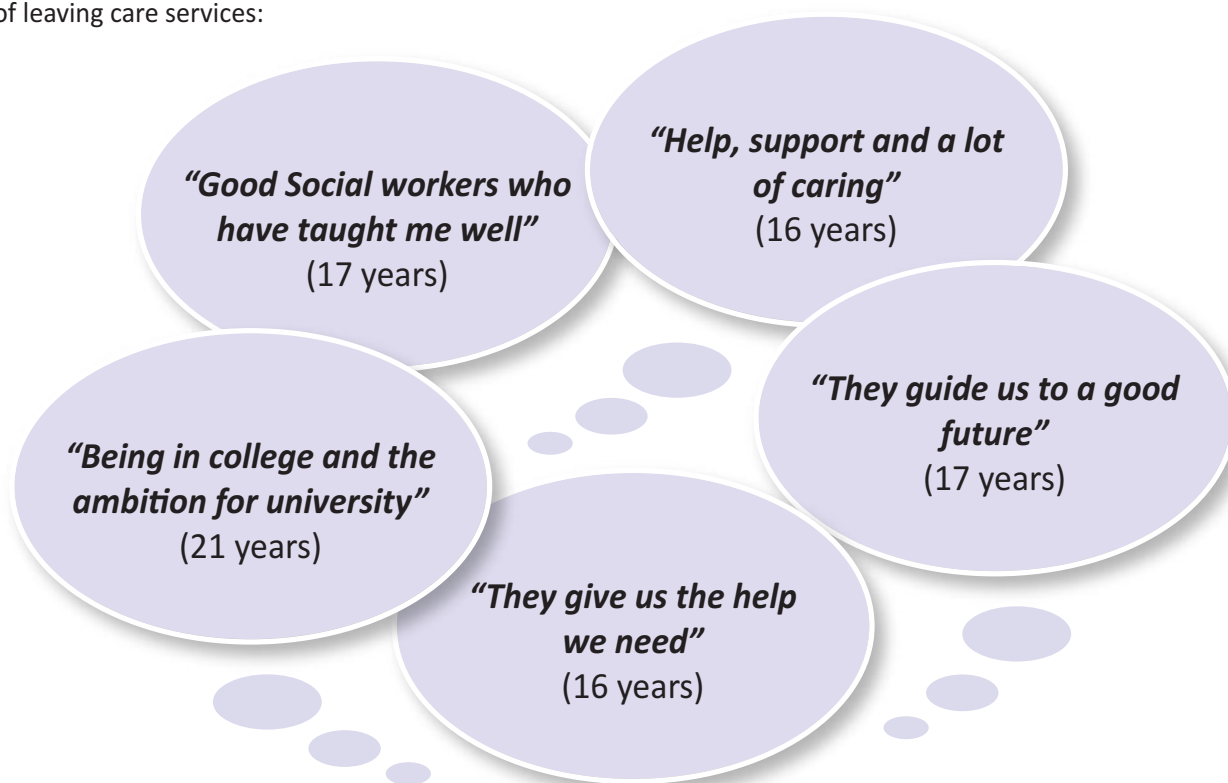 of leaving care services:
“Good Social workers who
have taught me well”
(17 years)
“Help, support and a lot
of caring”
(16 years)
“They guide us to a good
future”
(17 years)
“Being in college and the
ambition for university”
(21 years)
“They give us the help
we need”
(16 years)